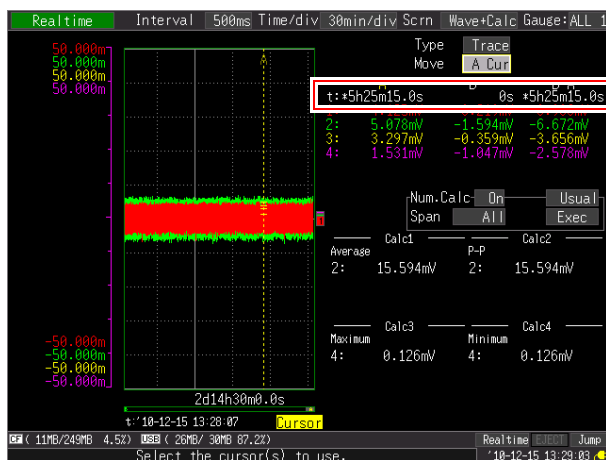 Realtime Interval 500ms Time/div 30min/div Scrn Wave+Calc Gauge:ALL 1
50.000m
50.000m
50.000m
50.000m
A
Type Trace
Move A Cur
t:*5h25m15.0s 0s *5h25m15.0s
2: 5.078mV -1.594mV -6.672mV
3: 3.297mV -0.359mV -3.656mV
4: 1.531mV -1.047mV -2.578mV
Num.Calc On Usual
Span All Exec
Calc1 Calc2
Average P-P
2: 15.594mV 2: 15.594mV
Calc3 Calc4
Maximum Minimum
4: 0.126mV 4: 0.126mV
-50.000m
-50.000m
-50.000m
-50.000m
2d14h30m0.0s
t:'10-12-15 13:28:07 Cursor
CF ( 11MB/249MB 4.5%) USB ( 26MB/ 30MB 87.2%) Realtime EJECT Jump
Select the cursor(s) to use. '10-12-15 13:29:03